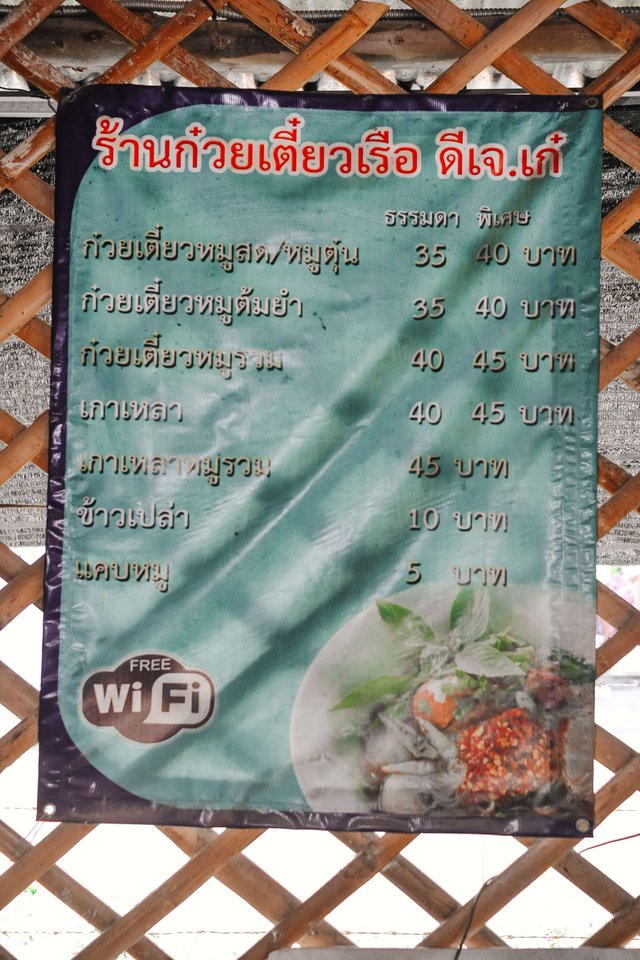 ร้านก๋วยเตี๋ยวเรือ ดีเจ.เก๋
ธรรมดา พิเศษ
ก๋วยเตี๋ยวหมูสด/หมูตุ๋น 35 40 บาท
ก๋วยเตี๋ยวหมูต้มยำ 35 40 บาท
ก๋วยเตี๋ยวหมูรวม 40 45 บาท
เกาเหลา 40 45 บาท
เกาเหลาหมูรวม 45 บาท
ข้าวเปล่า 10 บาท
แคบหมู 5 บาท
FREE
WiFi